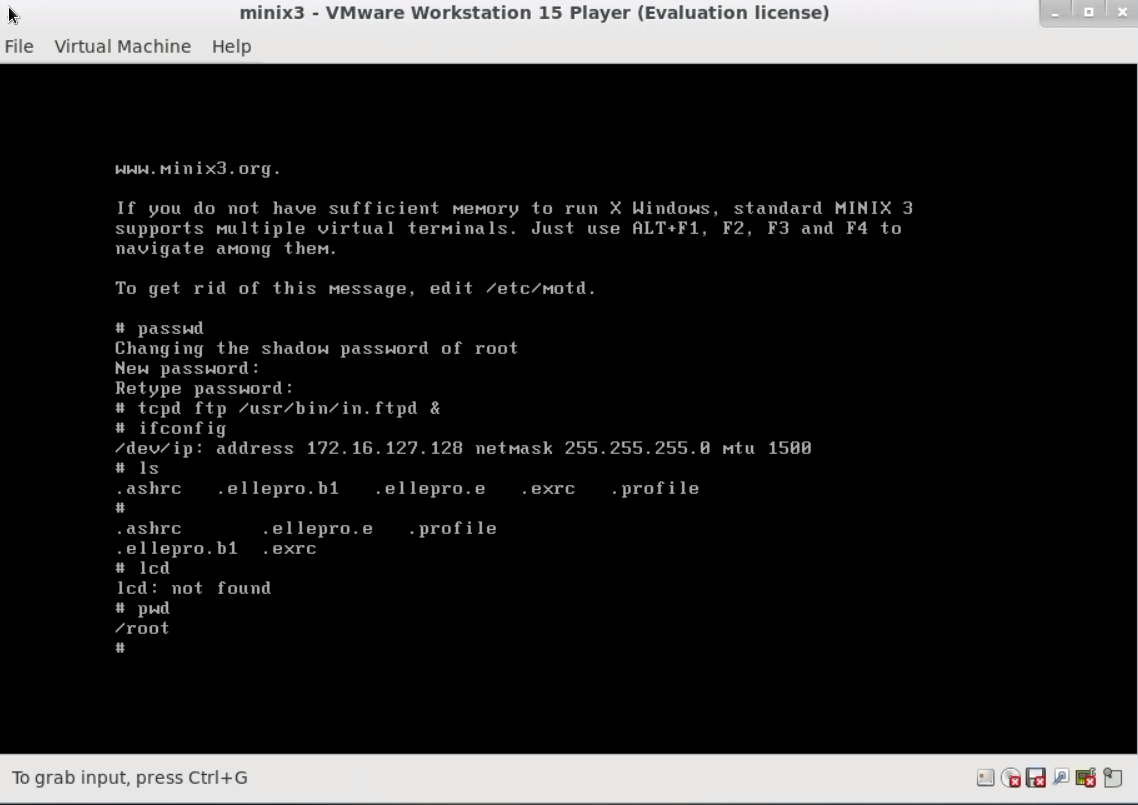 minix3 - VMware Workstation 15 Player (Evaluation license)
File Virtual Machine Help
www.minix3.org.
If you do not have sufficient memory to run X Windows, standard MINIX 3
supports multiple virtual terminals. Just use ALT+F1, F2, F3 and F4 to
navigate among them.
To get rid of this message, edit /etc/motd.
# passwd
Changing the shadow password of root
New password:
Retype password:
# tcpd ftp /usr/bin/in.ftpd &
# ifconfig
/dev/ip: address 172.16.127.128 netmask 255.255.255.0 mtu 1500
# ls
.ashrc .ellepro.b1 .ellepro.e .exrc .profile
#
.ashrc .ellepro.e .profile
.ellepro.b1 .exrc
# lcd
lcd: not found
# pwd
/root
#
To grab input, press Ctrl+G